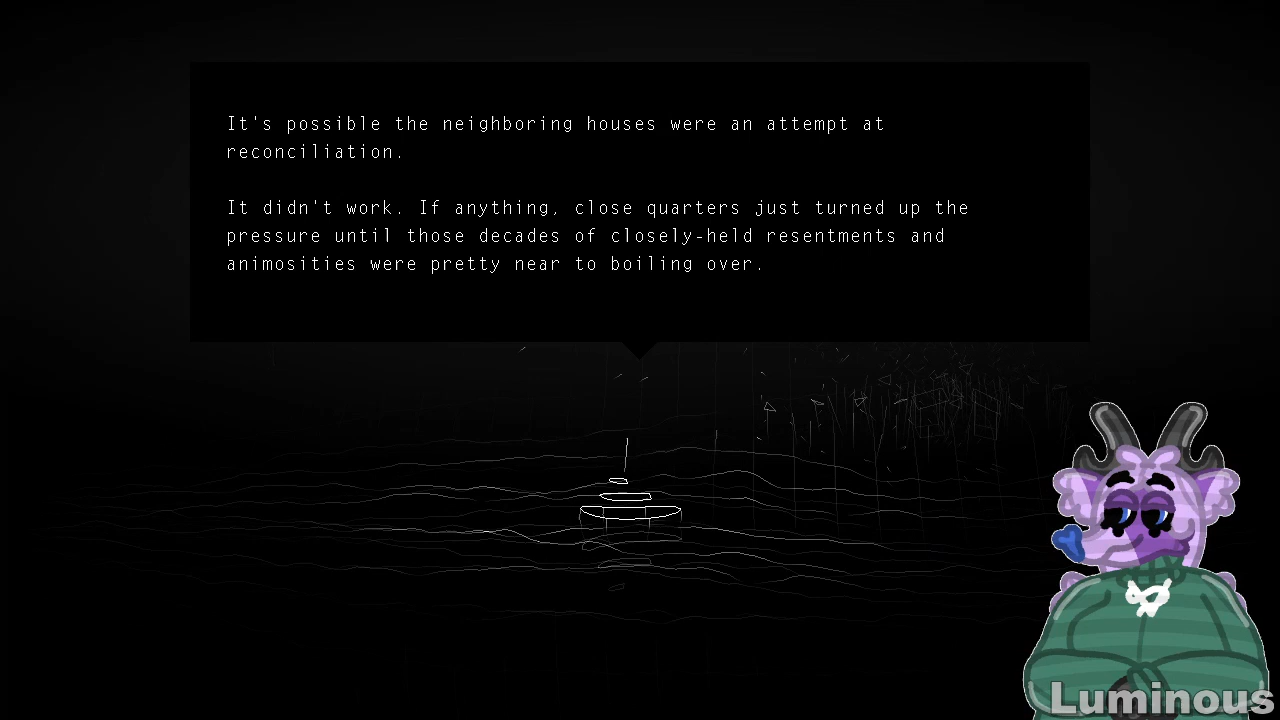 It's possible the neighboring houses were an attempt at
reconciliation.
It didn't work. If anything, close quarters just turned up the
pressure until those decades of closely-held resentments and
animosities were pretty near to boiling over.
Luminous